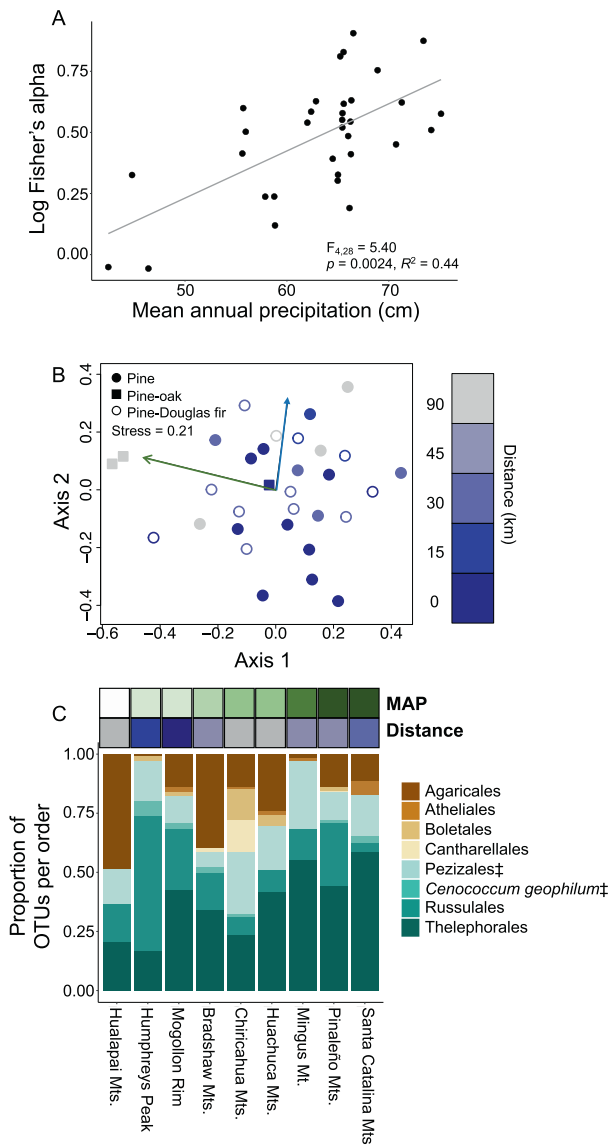 A
Log Fisher's alpha
0.75
0.50
0.25
0.00
F4,28 = 5.40
p = 0.0024, R² = 0.44
50
60
70
Mean annual precipitation (cm)
B
Pine
Pine-oak
Pine-Douglas fir
Stress = 0.21
Axis 2
0.4
0.2
0.0
−0.2
−0.4
−0.6
−0.4
−0.2
0.0
0.2
0.4
Axis 1
90
45
30
15
0
Distance (km)
C
MAP
Distance
Proportion of
OTUs per order
1.00
0.75
0.50
0.25
0.00
Agaricales
Atheliales
Boletales
Cantharellales
Pezizales‡
Cenococcum geophilum‡
Russulales
Thelephorales
Hualapai Mts.
Humphreys Peak
Mogollon Rim
Bradshaw Mts.
Chiricahua Mts.
Huachuca Mts.
Mingus Mt.
Pinaleño Mts.
Santa Catalina Mts